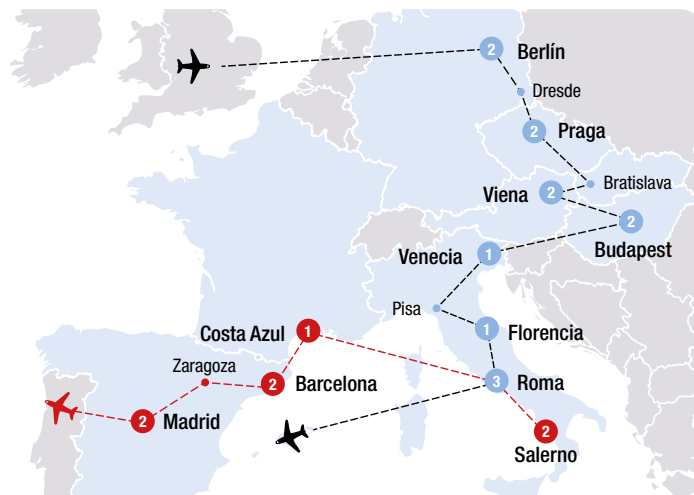 2 Berlín
Dresde
2 Praga
Bratislava
Viena 2
2
Budapest
Venecia 1
Pisa
1 Florencia
Costa Azul 1
Zaragoza
2 Barcelona
3 Roma
2 Madrid
2
Salerno